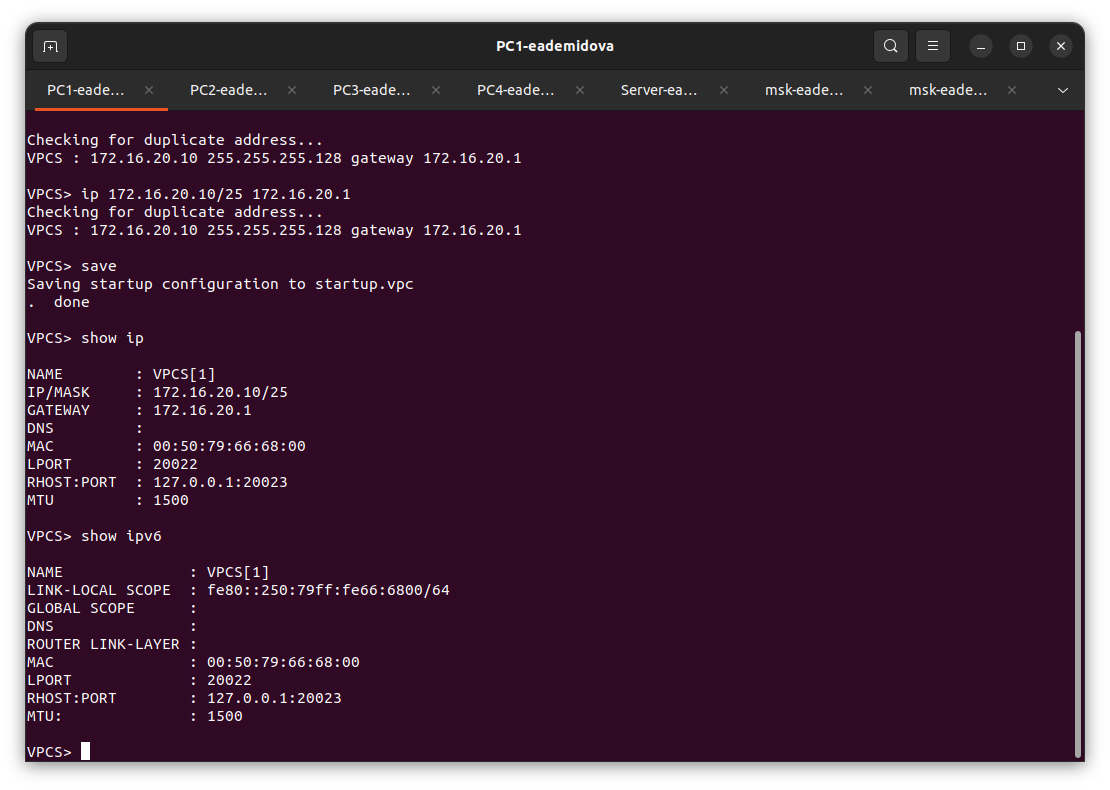 PC1-eademidova
PC1-eade... PC2-eade... PC3-eade... PC4-eade... Server-ea... msk-eade... msk-eade...
Checking for duplicate address...
VPCS : 172.16.20.10 255.255.255.128 gateway 172.16.20.1
VPCS> ip 172.16.20.10/25 172.16.20.1
Checking for duplicate address...
VPCS : 172.16.20.10 255.255.255.128 gateway 172.16.20.1
VPCS> save
Saving startup configuration to startup.vpc
.  done
VPCS> show ip
NAME        : VPCS[1]
IP/MASK     : 172.16.20.10/25
GATEWAY     : 172.16.20.1
DNS         :
MAC         : 00:50:79:66:68:00
LPORT       : 20022
RHOST:PORT  : 127.0.0.1:20023
MTU         : 1500
VPCS> show ipv6
NAME              : VPCS[1]
LINK-LOCAL SCOPE  : fe80::250:79ff:fe66:6800/64
GLOBAL SCOPE      :
DNS               :
ROUTER LINK-LAYER :
MAC               : 00:50:79:66:68:00
LPORT             : 20022
RHOST:PORT        : 127.0.0.1:20023
MTU:              : 1500
VPCS>